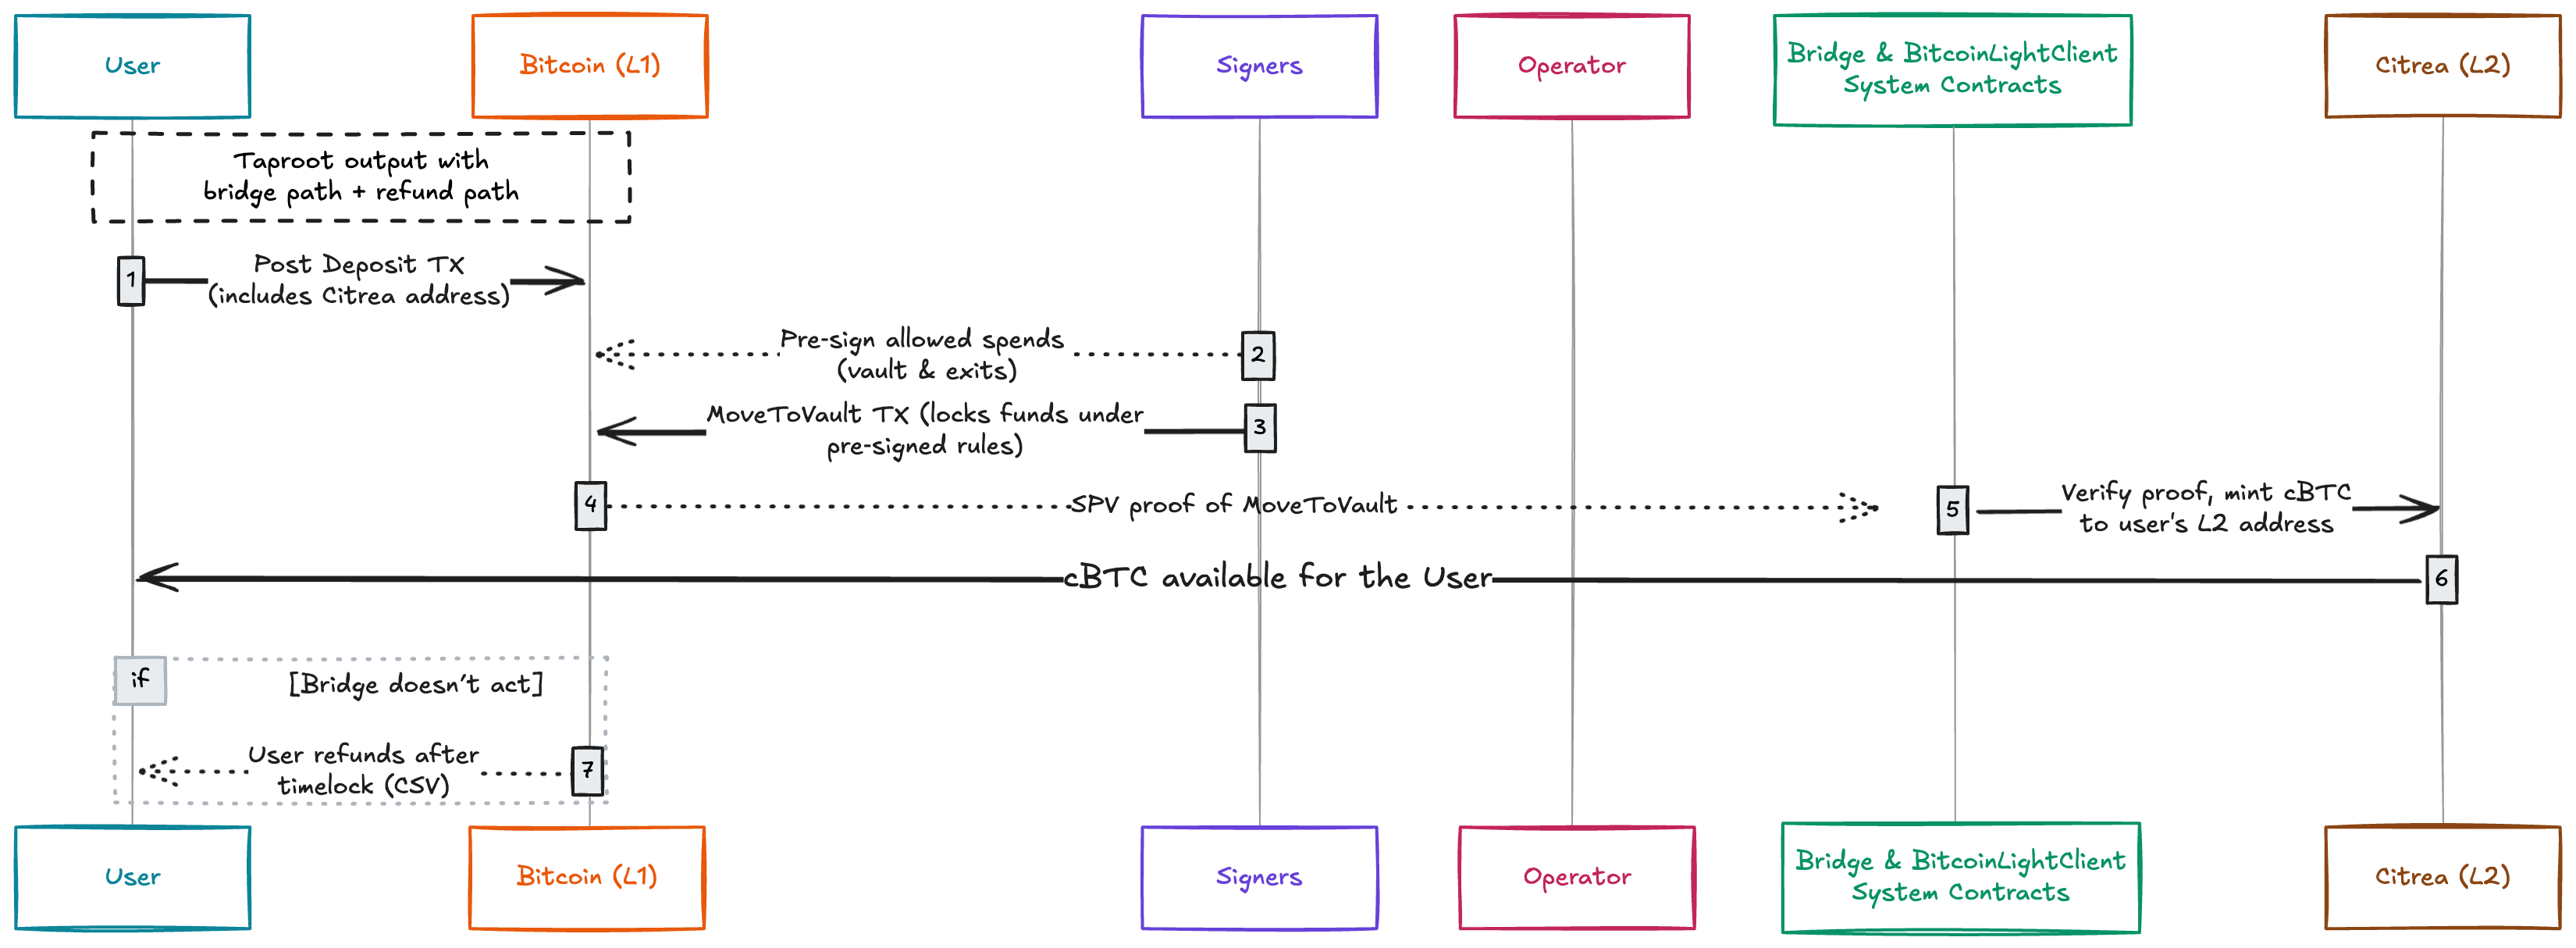 User
Bitcoin (L1)
Signers
Operator
Bridge & BitcoinLightClient
System Contracts
Citrea (L2)
Taproot output with
bridge path + refund path
1
Post Deposit TX
(includes Citrea address)
Pre-sign allowed spends
(vault & exits)
2
MoveToVault TX (locks funds under
pre-signed rules)
3
4
SPV proof of MoveToVault
5
Verify proof, mint cBTC
to user's L2 address
cBTC available for the User
6
if
[Bridge doesn't act]
User refunds after
timelock (CSV)
7
User
Bitcoin (L1)
Signers
Operator
Bridge & BitcoinLightClient
System Contracts
Citrea (L2)